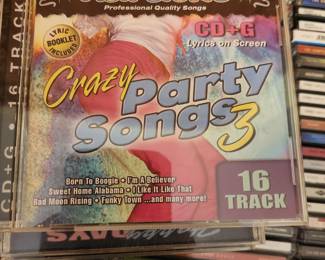 Professional Quality Songs
LYRIC
BOOKLET
INCLUDED
CD+G
Lyrics on Screen
Crazy
Party
Songs 3
Born To Boogie • I'm A Believer
Sweet Home Alabama • I Like It Like That
Bad Moon Rising • Funky Town ...and many more!
16
TRACK
CD+G • 16 TRACK